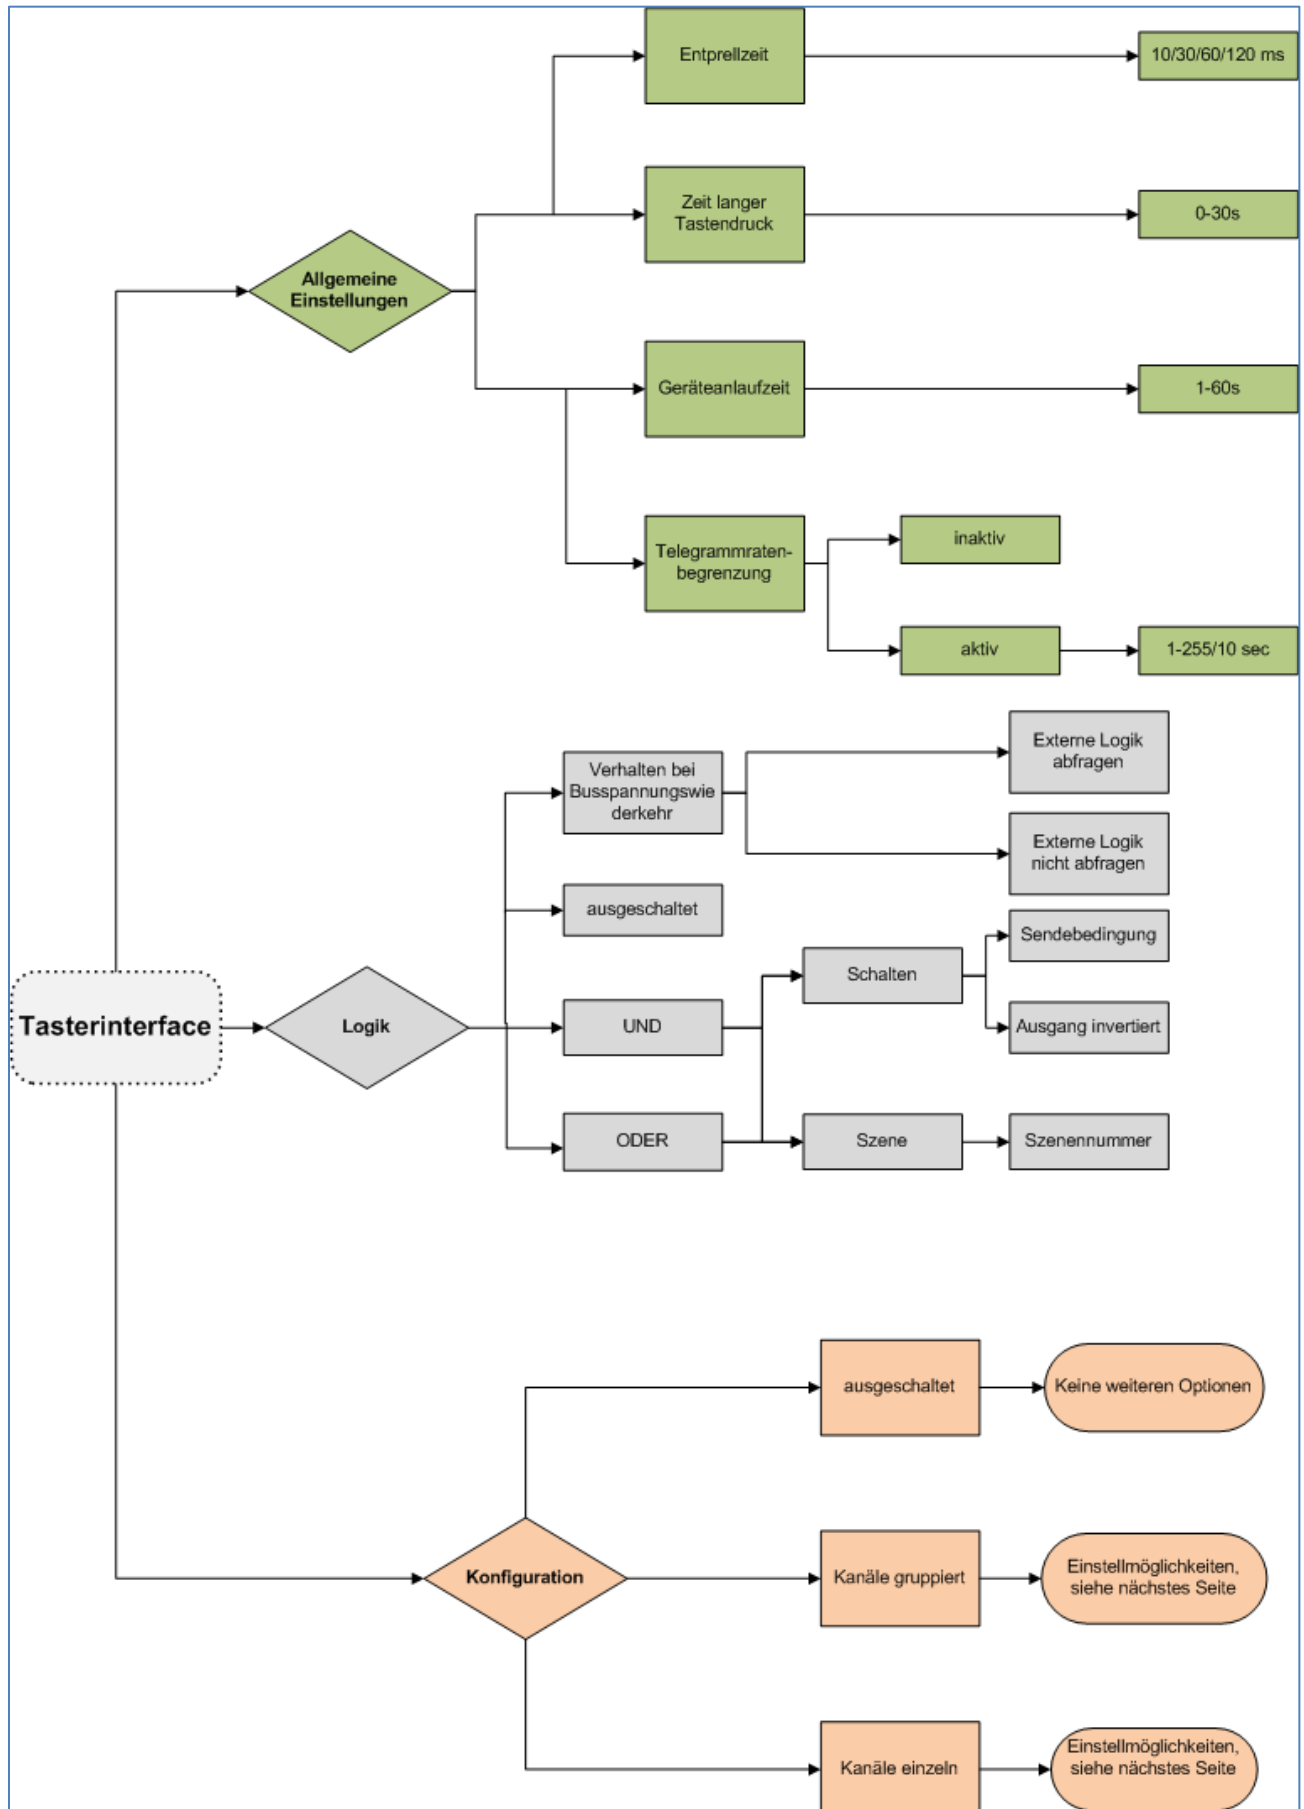 Entprellzeit
10/30/60/120 ms
Zeit langer
Tastendruck
0-30s
Allgemeine
Einstellungen
Geräteanlaufzeit
1-60s
Telegrammraten-
begrenzung
inaktiv
aktiv
1-255/10 sec
Verhalten bei
Busspannungswie
derkehr
Externe Logik
abfragen
Externe Logik
nicht abfragen
ausgeschaltet
Tasterinterface
Logik
UND
Schalten
Sendebedingung
Ausgang invertiert
ODER
Szene
Szenennummer
ausgeschaltet
Keine weiteren Optionen
Konfiguration
Kanäle gruppiert
Einstellmöglichkeiten,
siehe nächstes Seite
Kanäle einzeln
Einstellmöglichkeiten,
siehe nächstes Seite